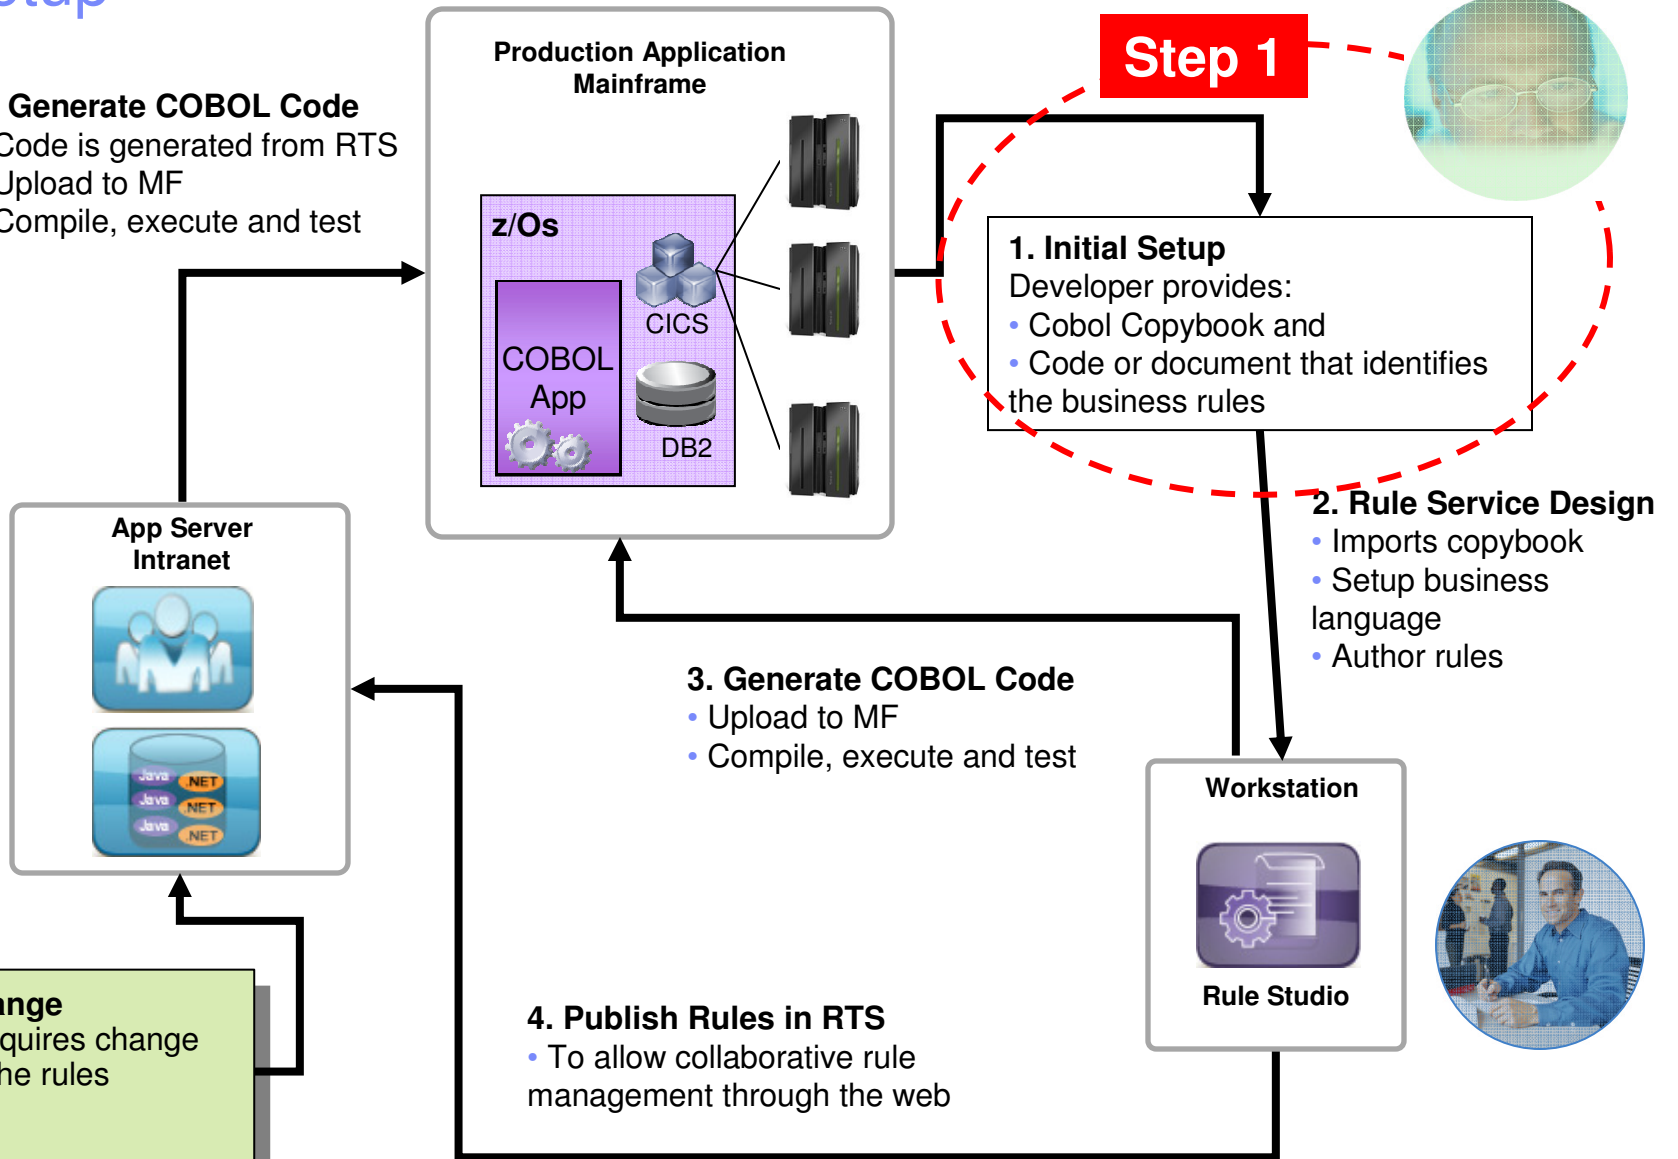 Production Application
Mainframe
Step 1
Generate COBOL Code
Code is generated from RTS
Upload to MF
Compile, execute and test
z/Os
CICS
COBOL
App
DB2
1. Initial Setup
Developer provides:
• Cobol Copybook and
• Code or document that identifies
the business rules
2. Rule Service Design
• Imports copybook
• Setup business
language
• Author rules
App Server
Intranet
Java .NET
Java .NET
Java .NET
3. Generate COBOL Code
• Upload to MF
• Compile, execute and test
Workstation
Rule Studio
4. Publish Rules in RTS
• To allow collaborative rule
management through the web
change
the rules